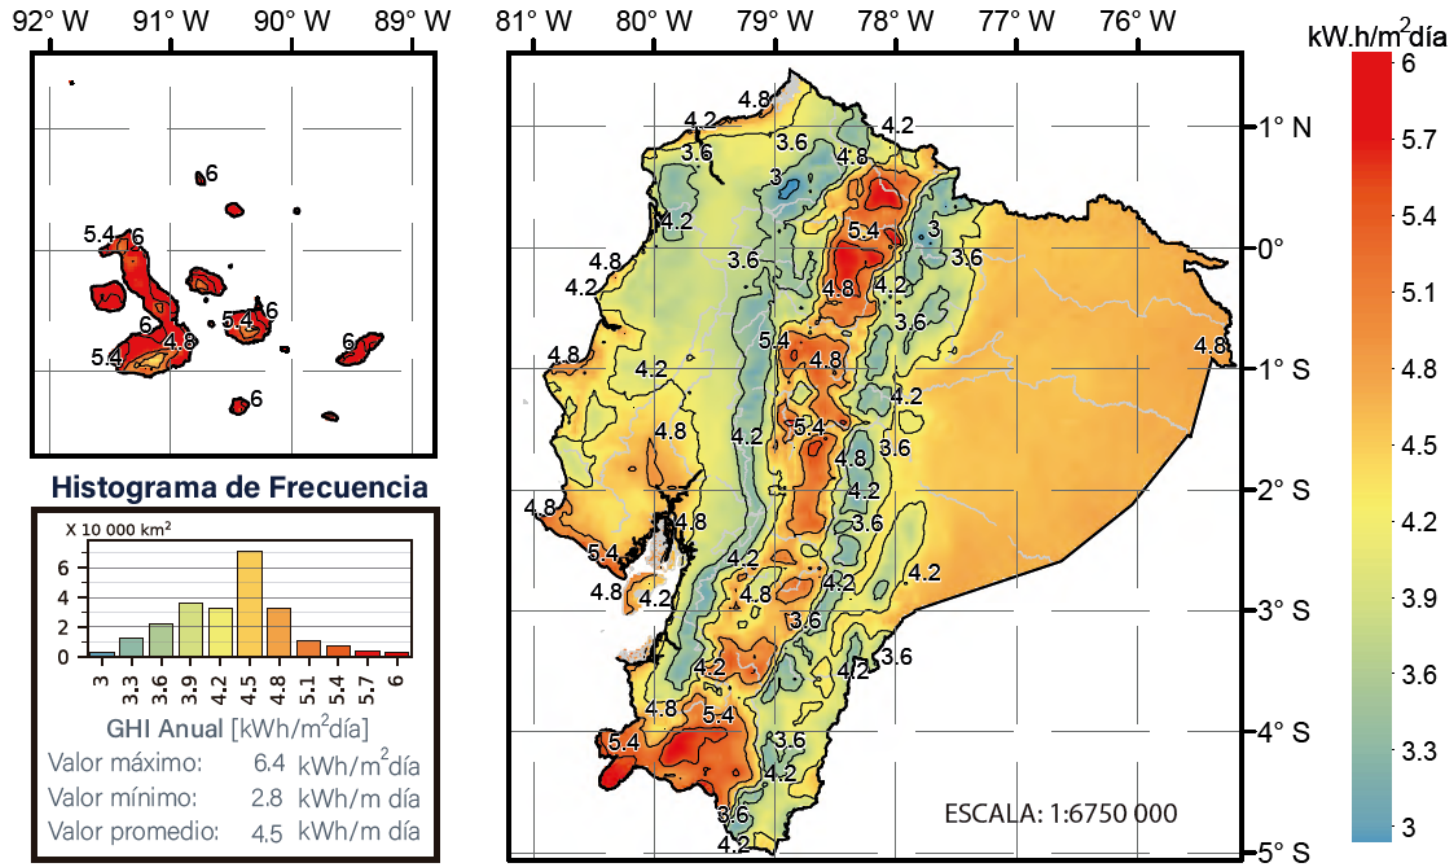 92° W 91° W 90° W 89° W
81° W 80° W 79° W 78° W 77° W 76° W
kW.h/m²día
6
5.7
5.4
5.1
4.8
4.5
4.2
3.9
3.6
3.3
3
1° N
0°
1° S
2° S
3° S
4° S
5° S
6
5.4 6
6
5.4 6
6 4.8
5.4
6
6
4.8
4.2 4.2
3.6 3.6 4.8
3
4.2 5.4 3
3.6 3.6
4.8
4.2 4.8 4.2
3.6
5.4 4.8
4.8 4.8
4.2 4.2
5.4
4.8 4.2 3.6
4.8
4.2
4.8 4.8 3.6
5.4 4.2
4.2 4.2
4.8 4.2 4.8
3.6
3.6
4.2 4.2
4.8 5.4
5.4 3.6
4.2
3.6
4.2
ESCALA: 1:6750 000
Histograma de Frecuencia
X 10 000 km²
6
4
2
0
3 3.3 3.6 3.9 4.2 4.5 4.8 5.1 5.4 5.7 6
GHI Anual [kWh/m²día]
Valor máximo: 6.4 kWh/m²día
Valor mínimo: 2.8 kWh/m día
Valor promedio: 4.5 kWh/m día